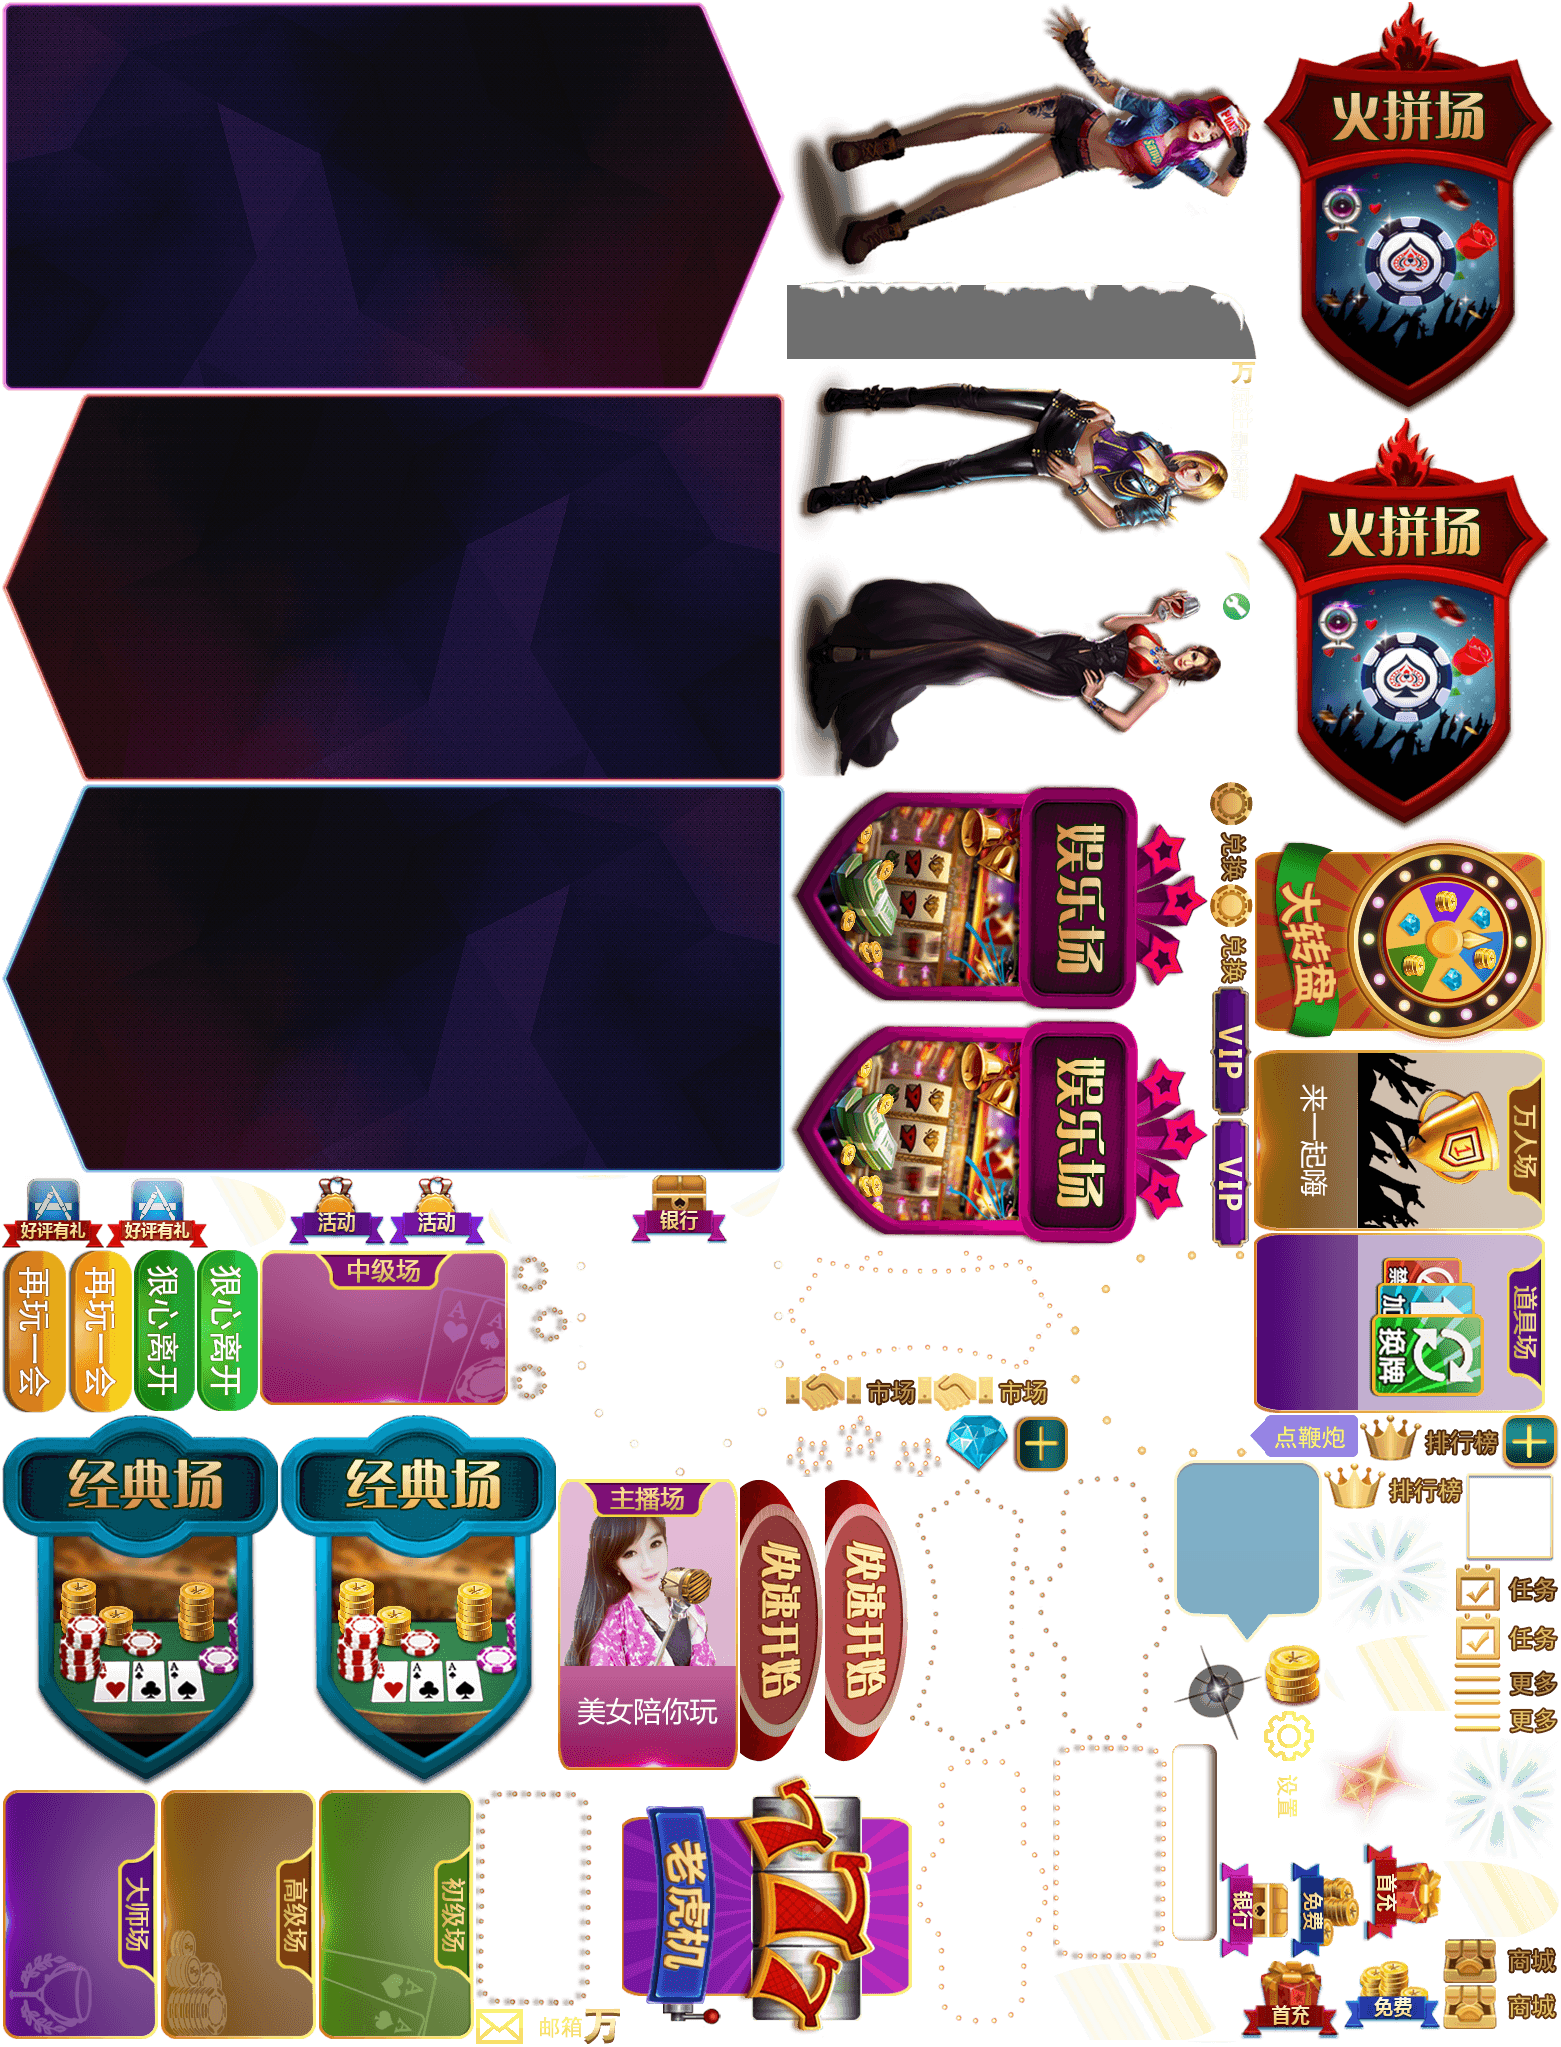 火拼场
万
火拼场
娱乐场
兑换
兑换
大转盘
VIP
娱乐场
VIP
万人场
来一起嗨
好评有礼
好评有礼
活动
活动
银行
再玩一会
再玩一会
狠心离开
狠心离开
中级场
A
A
道具场
加1
换牌
市场
市场
点鞭炮
排行榜
排行榜
经典场
经典场
主播场
美女陪你玩
快速开始
快速开始
任务
任务
更多
更多
设置
大师场
高级场
初级场
A
A
老虎机
777
银行
免费
首充
邮箱
万
首充
免费
商城
商城